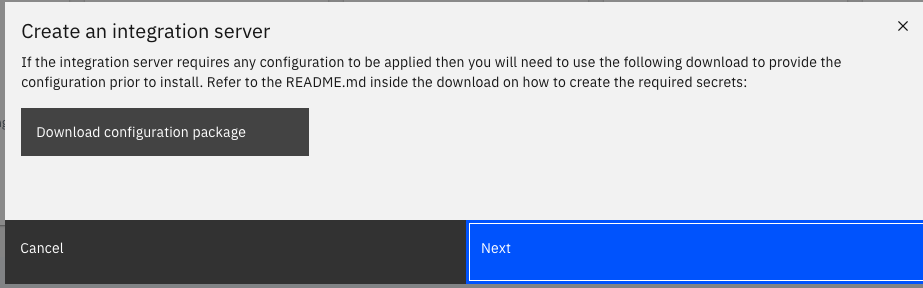 Create an integration server
If the integration server requires any configuration to be applied then you will need to use the following download to provide the
configuration prior to install. Refer to the README.md inside the download on how to create the required secrets:
Download configuration package
Cancel
Next